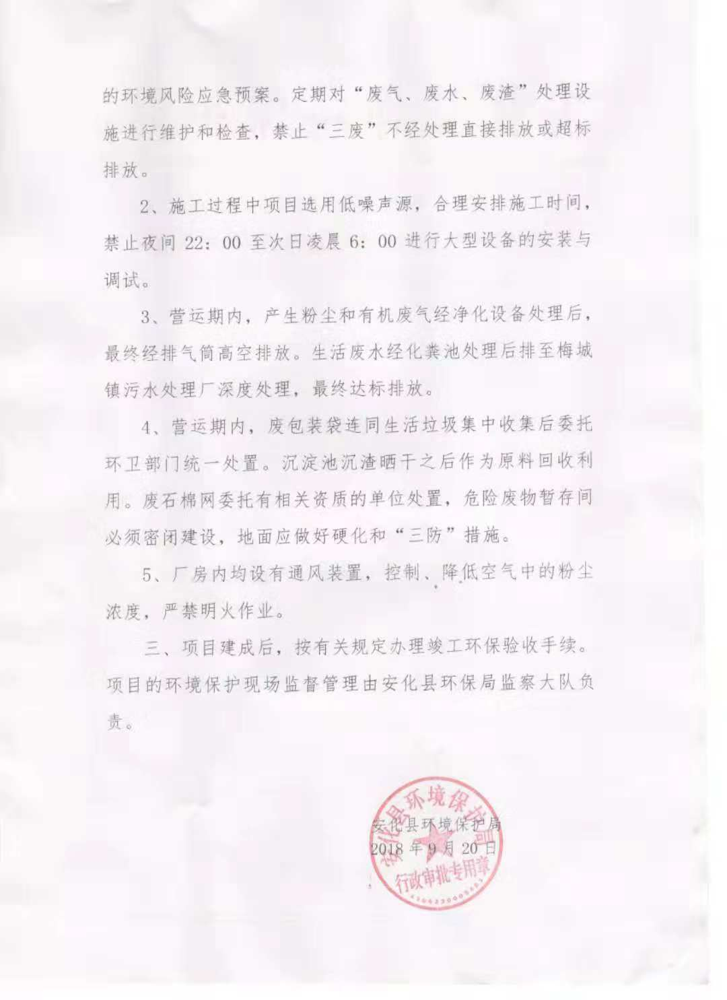 的环境风险应急预案。定期对“废气、废水、废渣”处理设
施进行维护和检查，禁止“三废”不经处理直接排放或超标
排放。
2、施工过程中项目选用低噪声源，合理安排施工时间，
禁止夜间 22：00 至次日凌晨 6：00 进行大型设备的安装与
调试。
3、营运期内，产生粉尘和有机废气经净化设备处理后，
最终经排气筒高空排放。生活废水经化粪池处理后排至梅城
镇污水处理厂深度处理，最终达标排放。
4、营运期内，废包装袋连同生活垃圾集中收集后委托
环卫部门统一处置。沉淀池沉渣晒干之后作为原料回收利
用。废石棉网委托有相关资质的单位处置，危险废物暂存间
必须密闭建设，地面应做好硬化和“三防”措施。
5、厂房内均设有通风装置，控制、降低空气中的粉尘
浓度，严禁明火作业。
三、项目建成后，按有关规定办理竣工环保验收手续。
项目的环境保护现场监督管理由安化县环保局监察大队负
责。
安化县环境保护局
安化县环境保护局
2018 年 9 月 20 日
行政审批专用章